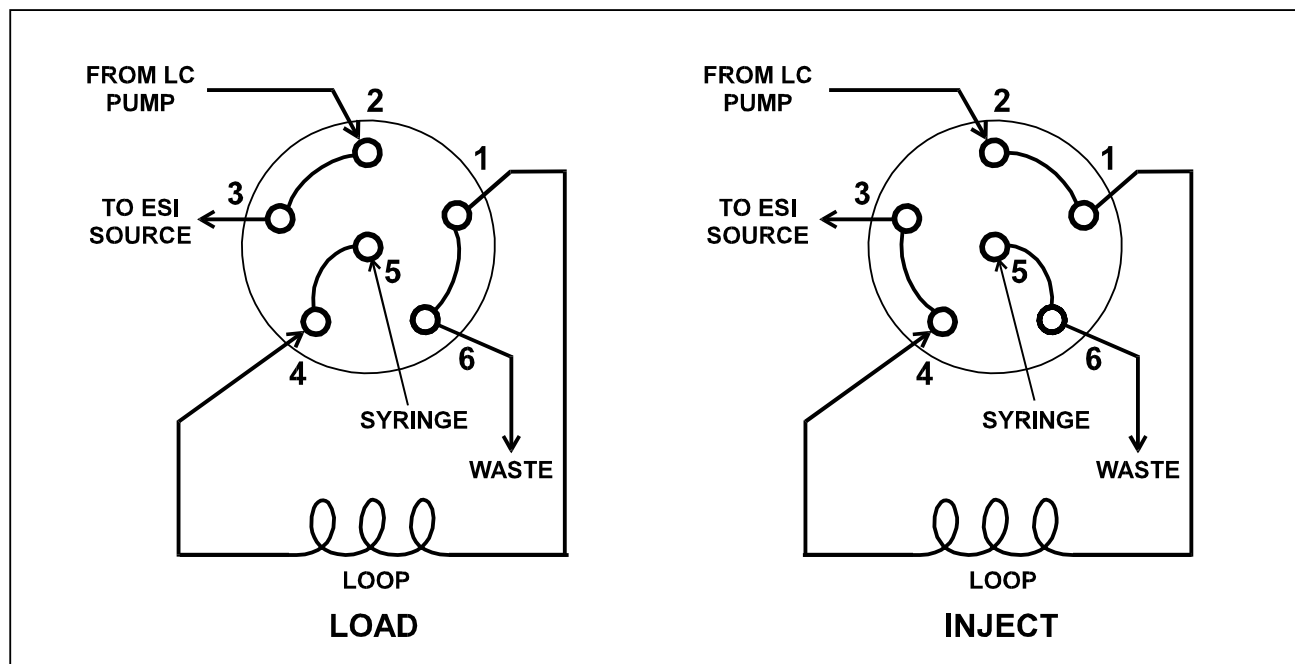 FROM LC
PUMP
2
1
3
TO ESI
SOURCE
5
4
6
SYRINGE
WASTE
LOOP
LOAD
FROM LC
PUMP
2
1
3
TO ESI
SOURCE
5
4
6
SYRINGE
WASTE
LOOP
INJECT